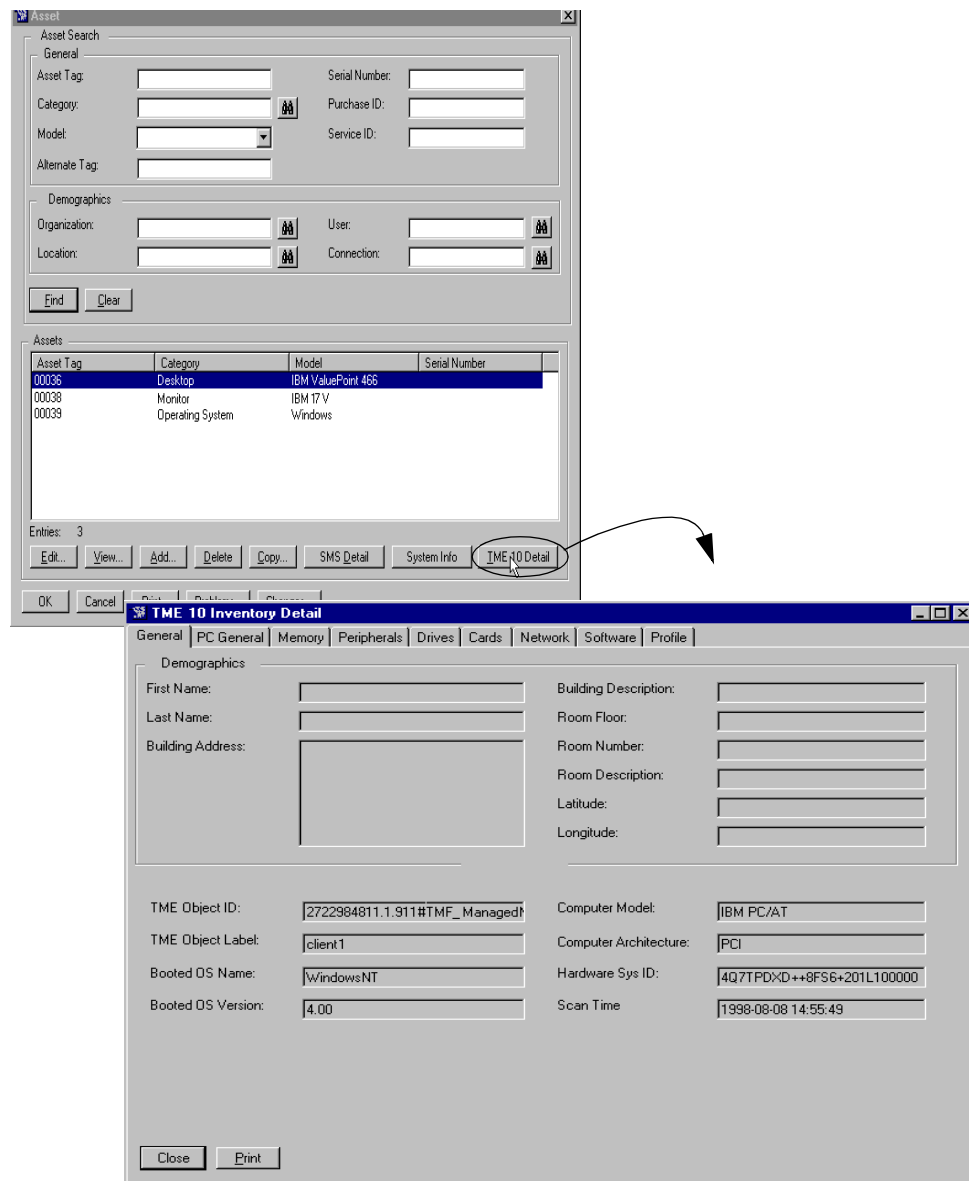 Asset
Asset Search
General
Asset Tag:
Serial Number:
Category:
Purchase ID:
Model:
Service ID:
Alternate Tag:
Demographics
Organization:
User:
Location:
Connection:
Find Clear
Assets
Asset Tag Category Model Serial Number
00036 Desktop IBM ValuePoint 466
00038 Monitor IBM 17 V
00039 Operating System Windows
Entries: 3
Edit... View... Add... Delete Copy... SMS Detail System Info TME 10 Detail
OK Cancel
TME 10 Inventory Detail
General PC General Memory Peripherals Drives Cards Network Software Profile
Demographics
First Name:
Building Description:
Last Name:
Room Floor:
Building Address:
Room Number:
Room Description:
Latitude:
Longitude:
TME Object ID: 2722984811.1.911#TMF_Managed
Computer Model: IBM PC/AT
TME Object Label: client1
Computer Architecture: PCI
Booted OS Name: WindowsNT
Hardware Sys ID: 4Q7TPDXD++8FS6+201L100000
Booted OS Version: 4.00
Scan Time 1998-08-08 14:55:49
Close Print